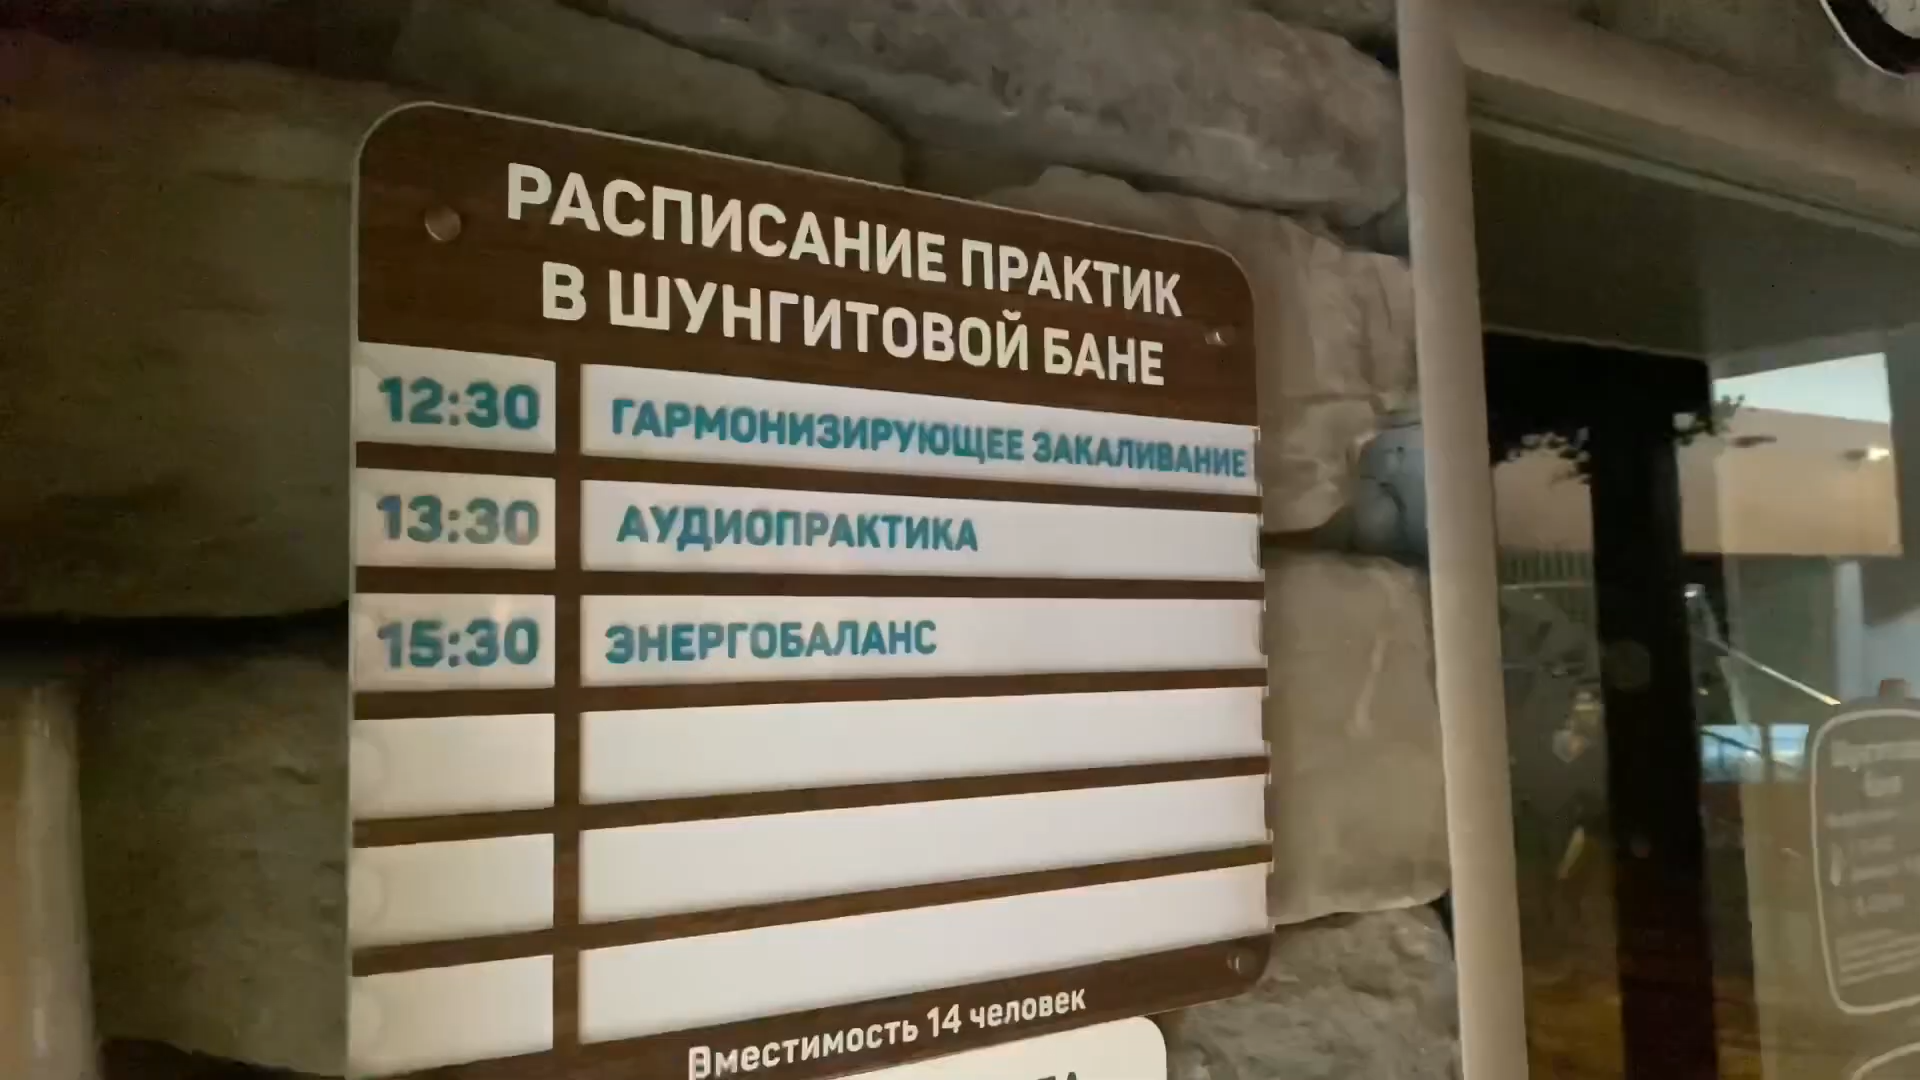 РАСПИСАНИЕ ПРАКТИК
В ШУНГИТОВОЙ БАНЕ
12:30 ГАРМОНИЗИРУЮЩЕЕ ЗАКАЛИВАНИЕ
13:30 АУДИОПРАКТИКА
15:30 ЭНЕРГОБАЛАНС
Вместимость 14 человек